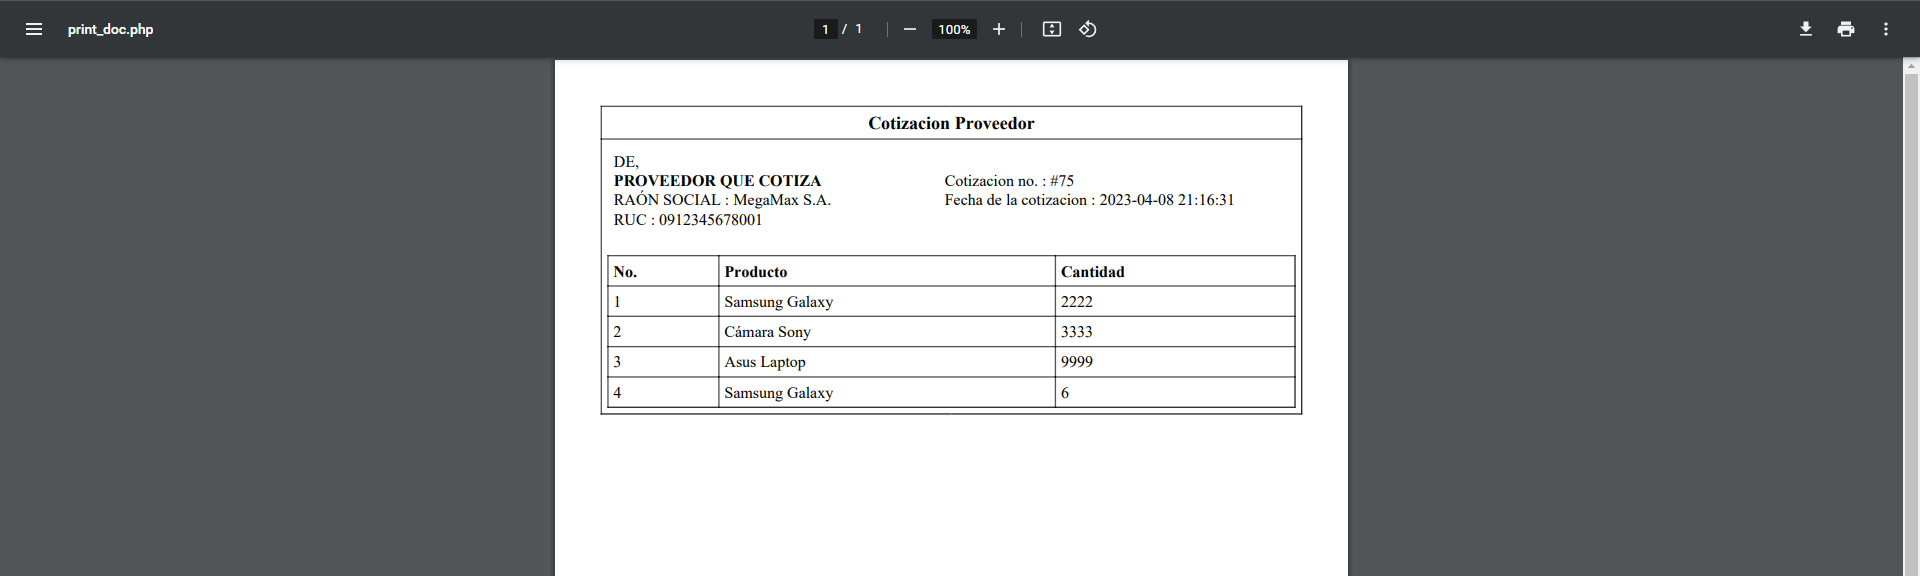 print_doc.php
1 / 1
100%
Cotizacion Proveedor
DE,
PROVEEDOR QUE COTIZA
Cotizacion no. : #75
RAÓN SOCIAL : MegaMax S.A.
Fecha de la cotizacion : 2023-04-08 21:16:31
RUC : 0912345678001
No. Producto Cantidad
1 Samsung Galaxy 2222
2 Cámara Sony 3333
3 Asus Laptop 9999
4 Samsung Galaxy 6